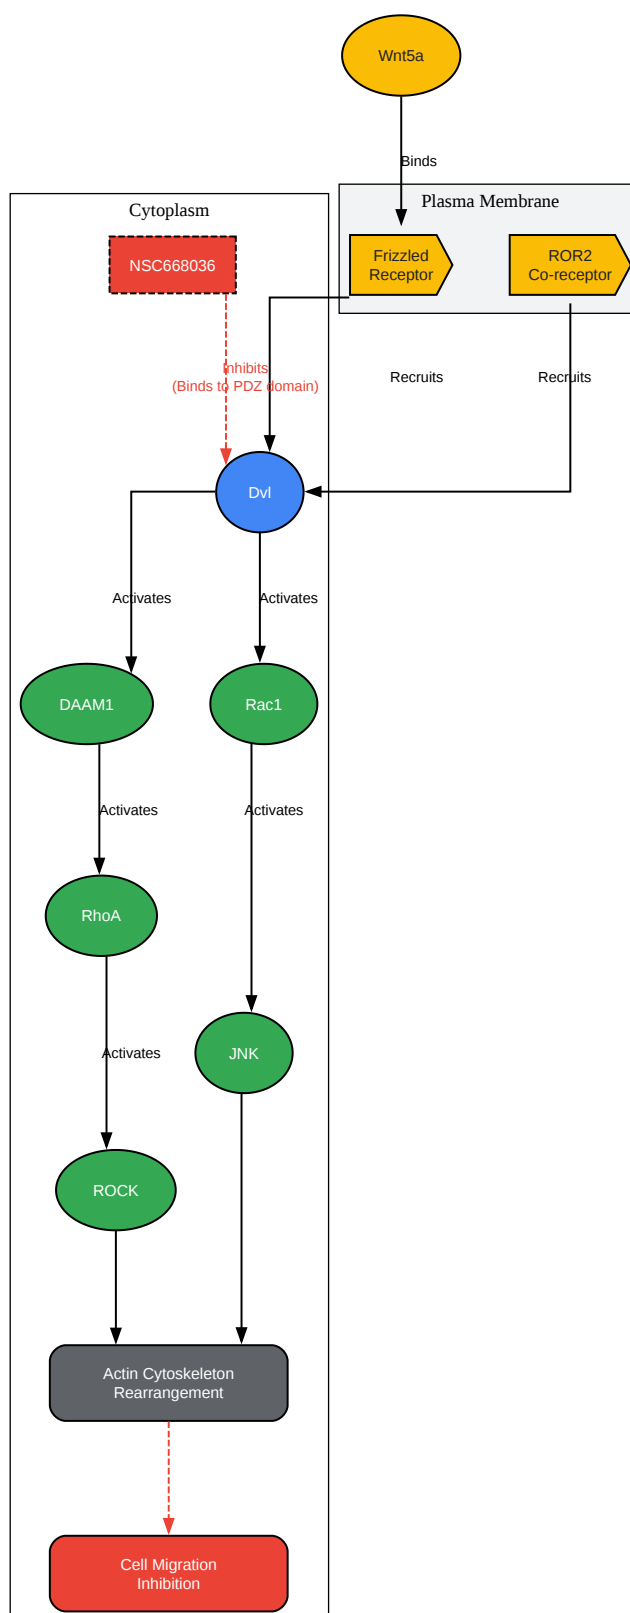 Wnt5a
Binds
Plasma Membrane
Cytoplasm
NSC668036
Frizzled
Receptor
ROR2
Co-receptor
Inhibits
(Binds to PDZ domain)
Recruits
Recruits
Dvl
Activates
Activates
DAAM1
Rac1
Activates
Activates
RhoA
Activates
JNK
ROCK
Actin Cytoskeleton
Rearrangement
Cell Migration
Inhibition